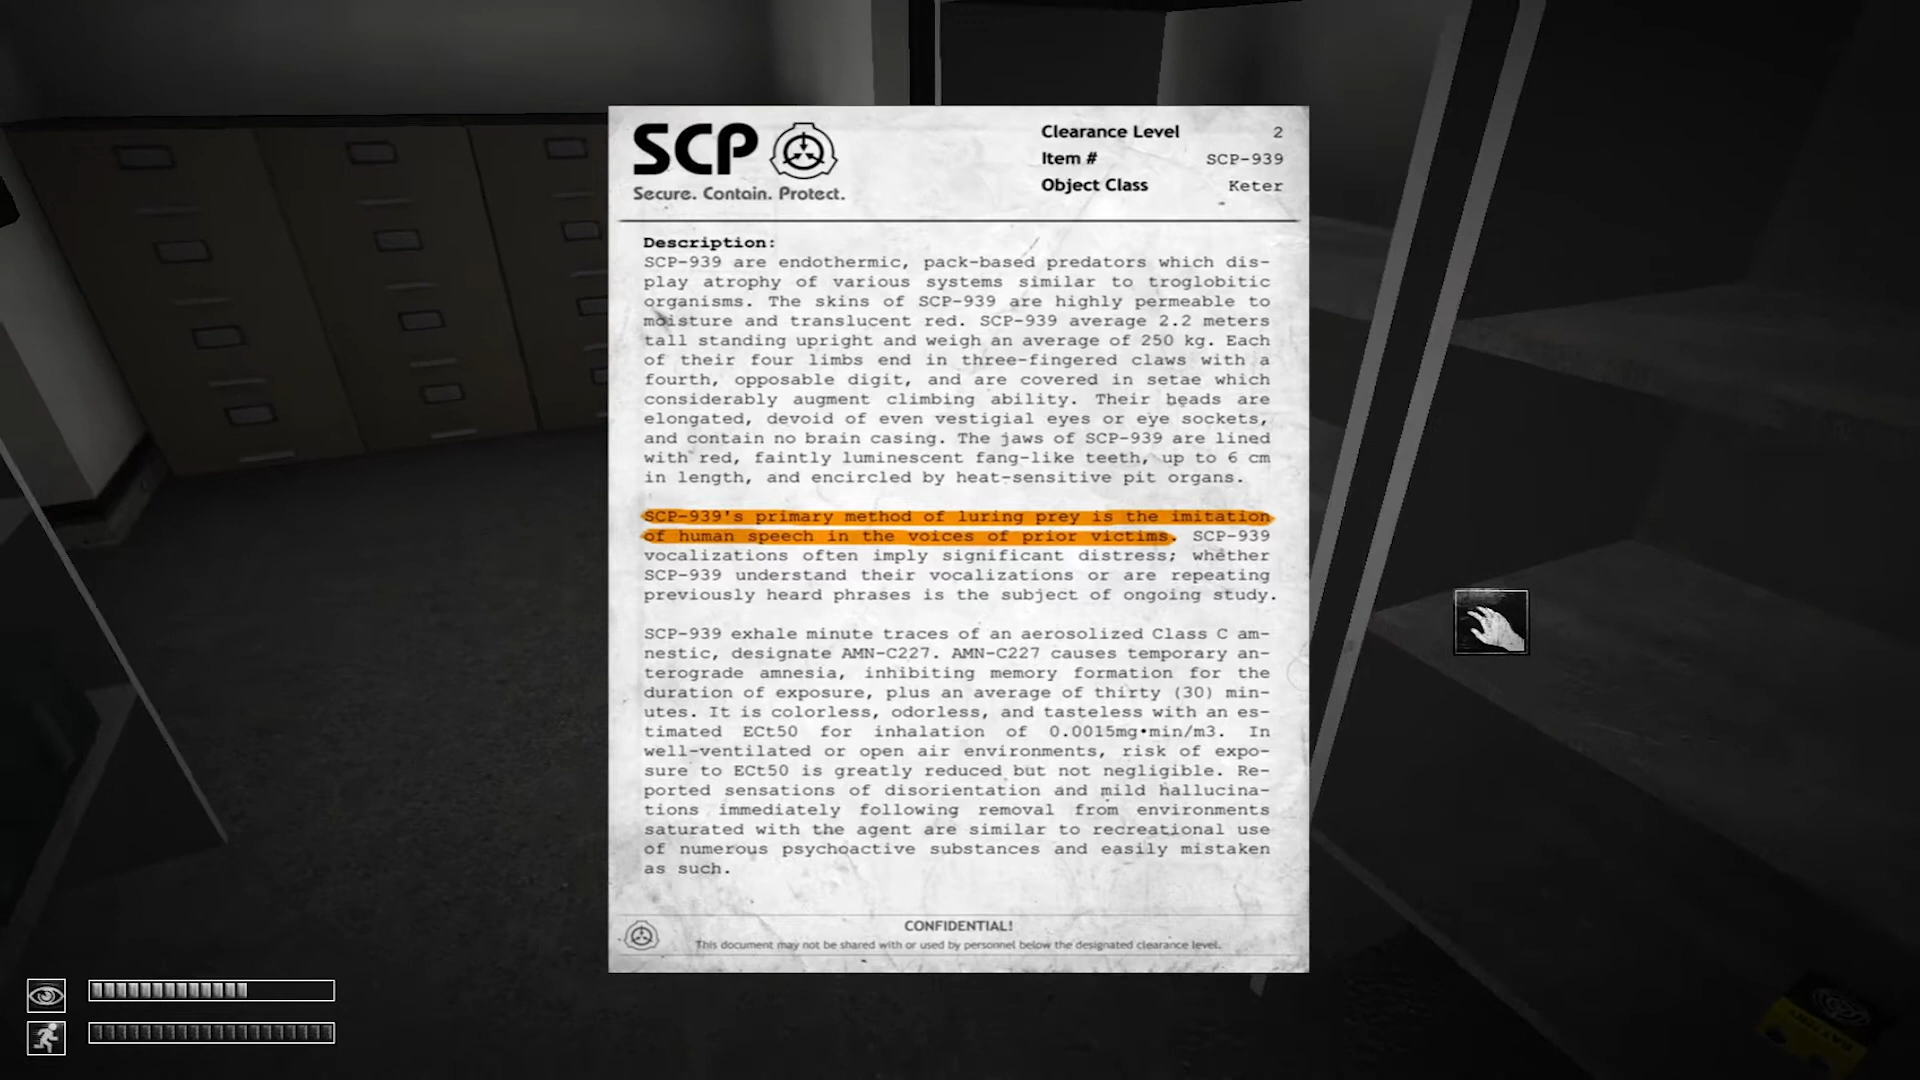 SCP
Secure. Contain. Protect.
Clearance Level 2
Item # SCP-939
Object Class Keter
Description:
SCP-939 are endothermic, pack-based predators which dis-
play atrophy of various systems similar to troglobitic
organisms. The skins of SCP-939 are highly permeable to
moisture and translucent red. SCP-939 average 2.2 meters
tall standing upright and weigh an average of 250 kg. Each
of their four limbs end in three-fingered claws with a
fourth, opposable digit, and are covered in setae which
considerably augment climbing ability. Their heads are
elongated, devoid of even vestigial eyes or eye sockets,
and contain no brain casing. The jaws of SCP-939 are lined
with red, faintly luminescent fang-like teeth, up to 6 cm
in length, and encircled by heat-sensitive pit organs.
SCP-939's primary method of luring prey is the imitation
of human speech in the voices of prior victims. SCP-939
vocalizations often imply significant distress; whether
SCP-939 understand their vocalizations or are repeating
previously heard phrases is the subject of ongoing study.
SCP-939 exhale minute traces of an aerosolized Class C am-
nestic, designate AMN-C227. AMN-C227 causes temporary an-
terograde amnesia, inhibiting memory formation for the
duration of exposure, plus an average of thirty (30) min-
utes. It is colorless, odorless, and tasteless with an es-
timated ECt50 for inhalation of 0.0015mg•min/m3. In
well-ventilated or open air environments, risk of expo-
sure to ECt50 is greatly reduced but not negligible. Re-
ported sensations of disorientation and mild hallucina-
tions immediately following removal from environments
saturated with the agent are similar to recreational use
of numerous psychoactive substances and easily mistaken
as such.
CONFIDENTIAL!
This document may not be shared with or used by personnel below the designated clearance level.